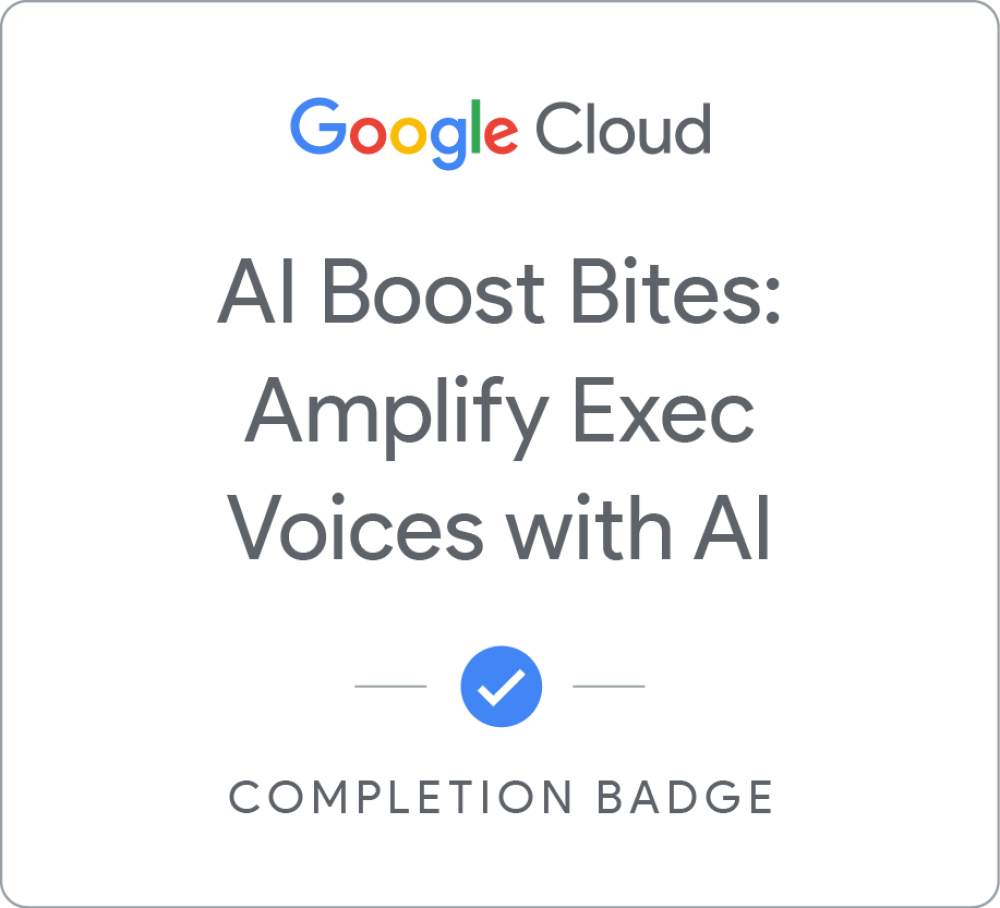 Google Cloud
AI Boost Bites:
Amplify Exec
Voices with AI
COMPLETION BADGE